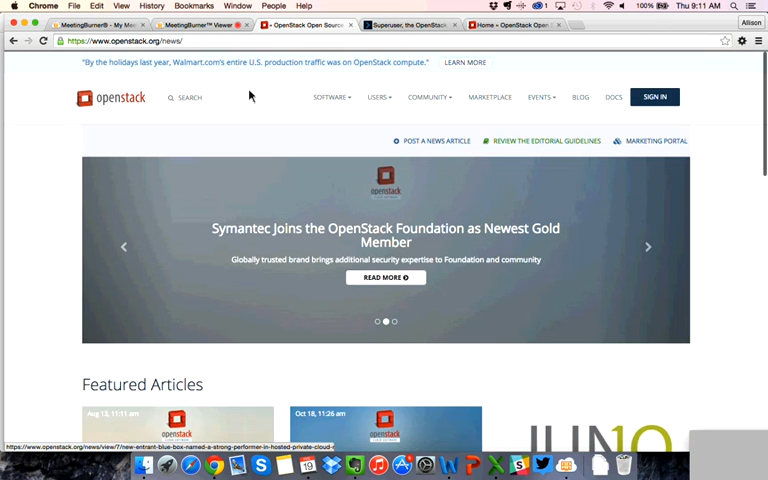 Chrome File Edit View History Bookmarks Window People Help
1 100% Thu 9:11 AM
MeetingBurner® - My Mee
MeetingBurner™ Viewer
OpenStack Open Source
Superuser, the OpenStack
Home » OpenStack Open
Allison
https://www.openstack.org/news/
"By the holidays last year, Walmart.com's entire U.S. production traffic was on OpenStack compute."
LEARN MORE
openstack
SEARCH
SOFTWARE USERS COMMUNITY MARKETPLACE EVENTS BLOG DOCS SIGN IN
POST A NEWS ARTICLE REVIEW THE EDITORIAL GUIDELINES MARKETING PORTAL
openstack
Symantec Joins the OpenStack Foundation as Newest Gold
Member
Globally trusted brand brings additional security expertise to Foundation and community
READ MORE
Featured Articles
Aug 13, 11:11 am
openstack
Oct 18, 11:26 am
openstack
https://www.openstack.org/news/view/7/new-entrant-blue-box-named-a-strong-performer-in-hosted-private-cloud-r
19